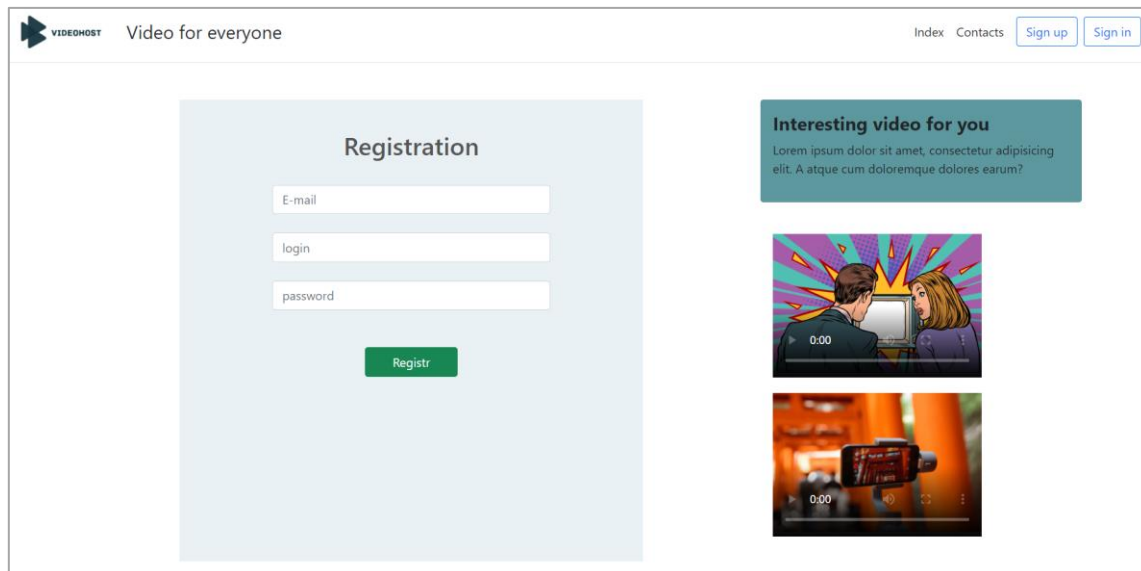 VIDEOHOST
Video for everyone
Index Contacts Sign up Sign in
Registration
E-mail
login
password
Registr
Interesting video for you
Lorem ipsum dolor sit amet, consectetur adipisicing
elit. A atque cum doloremque dolores earum?
0:00
0:00